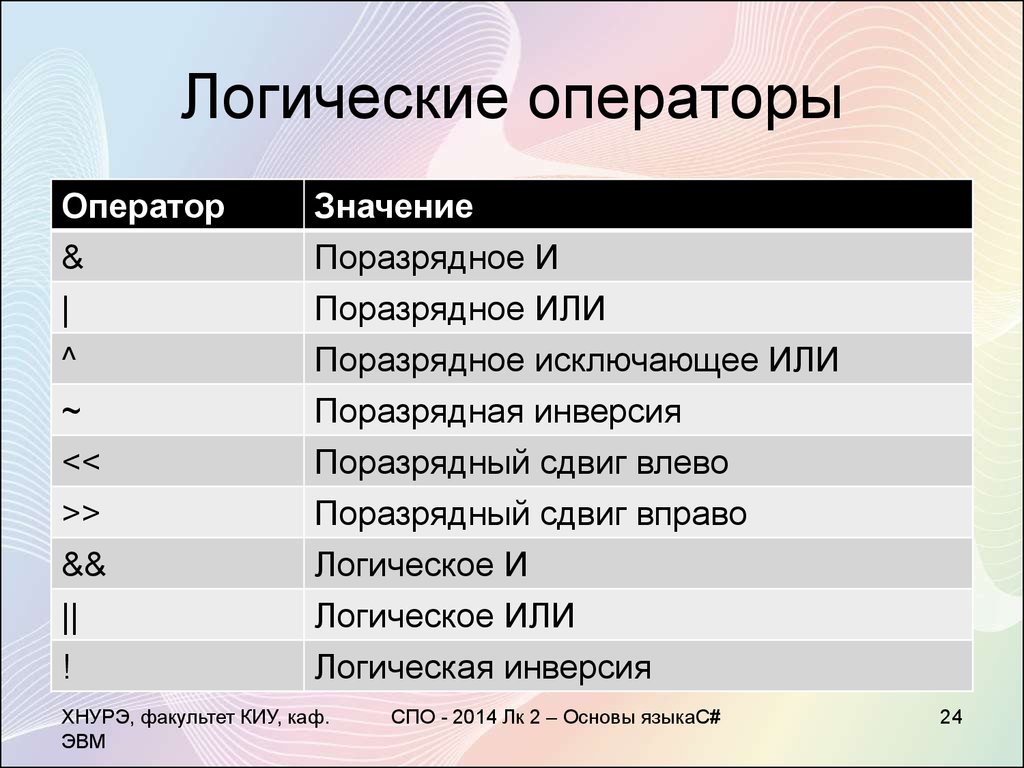 Логические операторы
Оператор Значение
& Поразрядное И
| Поразрядное ИЛИ
^ Поразрядное исключающее ИЛИ
~ Поразрядная инверсия
<< Поразрядный сдвиг влево
>> Поразрядный сдвиг вправо
&& Логическое И
|| Логическое ИЛИ
! Логическая инверсия
ХНУРЭ, факультет КИУ, каф.
ЭВМ
СПО - 2014 Лк 2 – Основы языкаС#
24